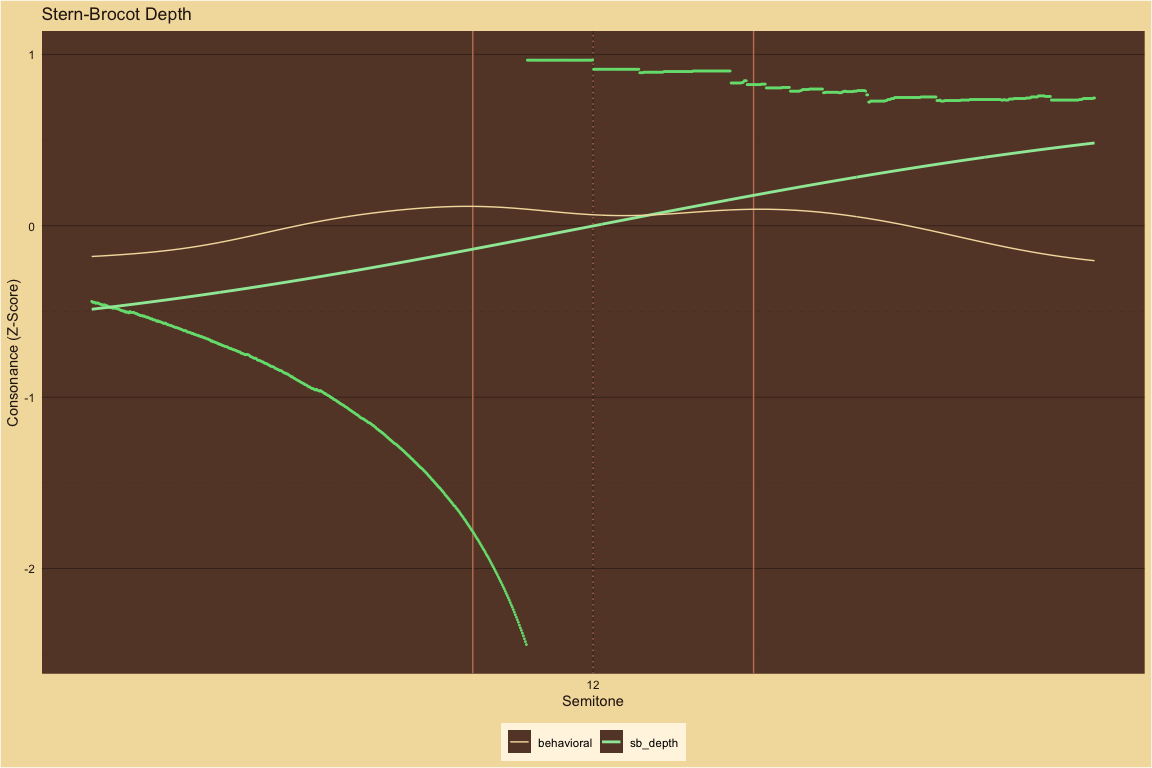 Stern-Brocot Depth
Consonance (Z-Score)
1
0
-1
-2
12
Semitone
behavioral
sb_depth